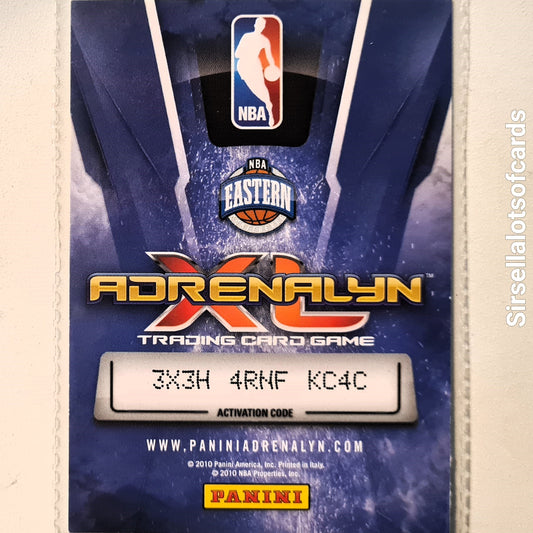 NBA
NBA
EASTERN
ADRENALYN
XL
TRADING CARD GAME
3X3H 4RNF KC4C
ACTIVATION CODE
WWW.PANINIADRENALYN.COM
© 2010 Panini America, Inc. Printed in Italy.
© 2010 NBA Properties, Inc.
PANINI
Sirsellalotsofcards